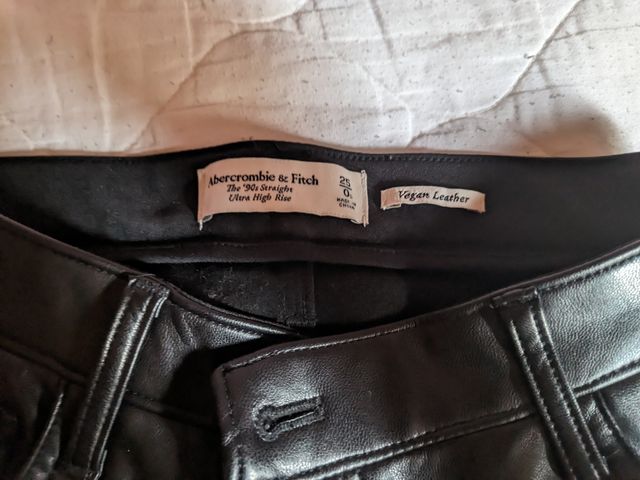 Abercrombie & Fitch
The '90s Straight
Ultra High Rise
25
0
MADE IN
CHINA
Vegan Leather